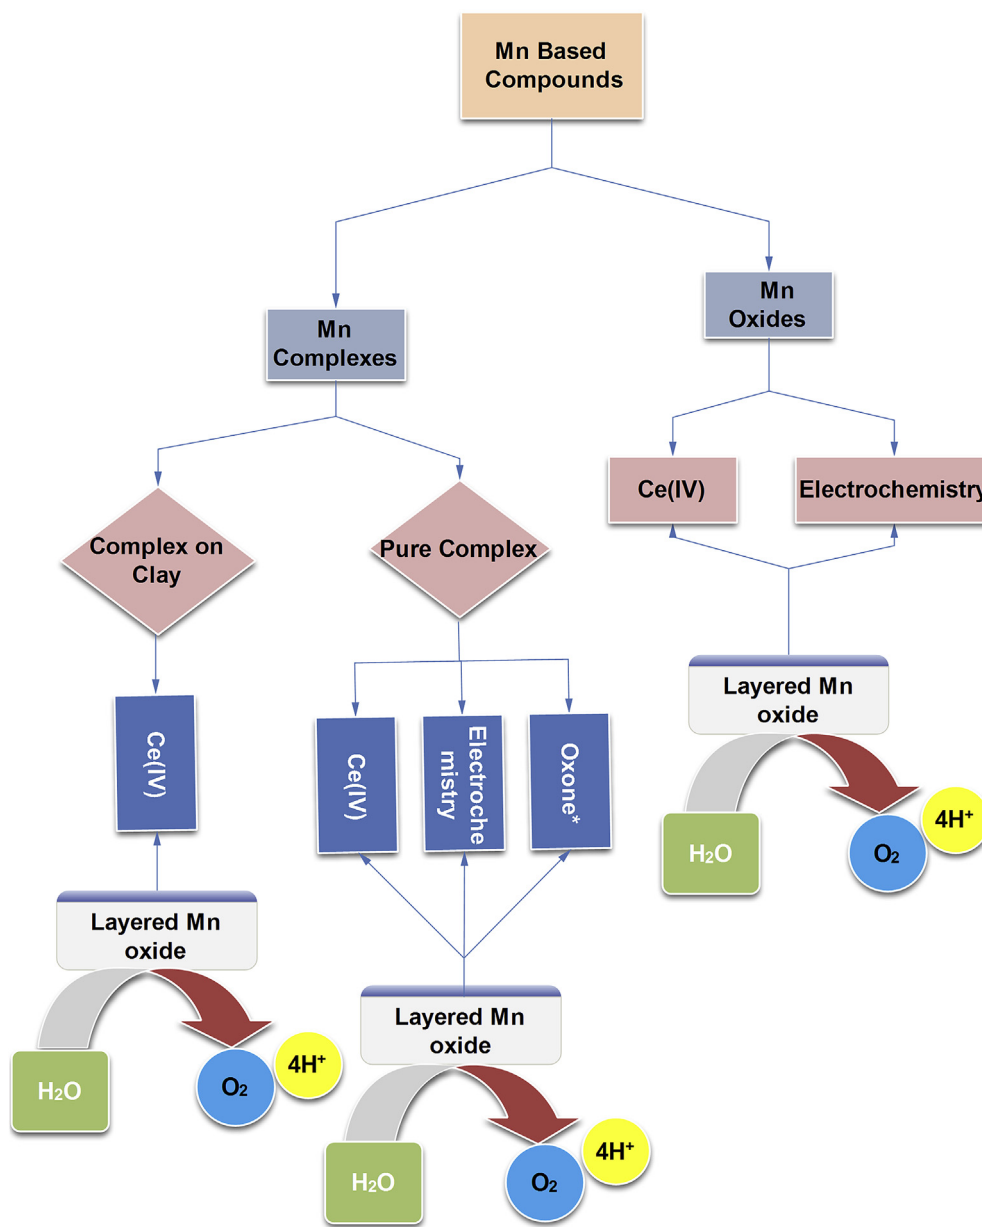 Mn Based
Compounds
Mn
Oxides
Mn
Complexes
Ce(IV)
Electrochemistry
Complex on
Clay
Pure Complex
Layered Mn
oxide
H₂O
O₂
4H⁺
Ce(IV)
Ce(IV)
Electroche
mistry
Oxone*
Layered Mn
oxide
H₂O
O₂
4H⁺
Layered Mn
oxide
H₂O
O₂
4H⁺